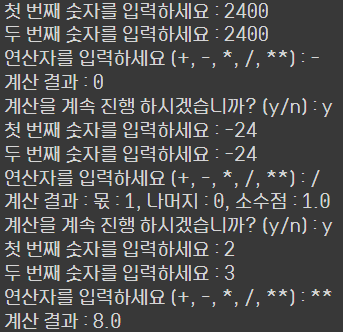 첫 번째 숫자를 입력하세요 : 2400
두 번째 숫자를 입력하세요 : 2400
연산자를 입력하세요 (+, -, *, /, **) : -
계산 결과 : 0
계산을 계속 진행 하시겠습니까? (y/n) : y
첫 번째 숫자를 입력하세요 : -24
두 번째 숫자를 입력하세요 : -24
연산자를 입력하세요 (+, -, *, /, **) : /
계산 결과 : 몫 : 1, 나머지 : 0, 소수점 : 1.0
계산을 계속 진행 하시겠습니까? (y/n) : y
첫 번째 숫자를 입력하세요 : 2
두 번째 숫자를 입력하세요 : 3
연산자를 입력하세요 (+, -, *, /, **) : **
계산 결과 : 8.0